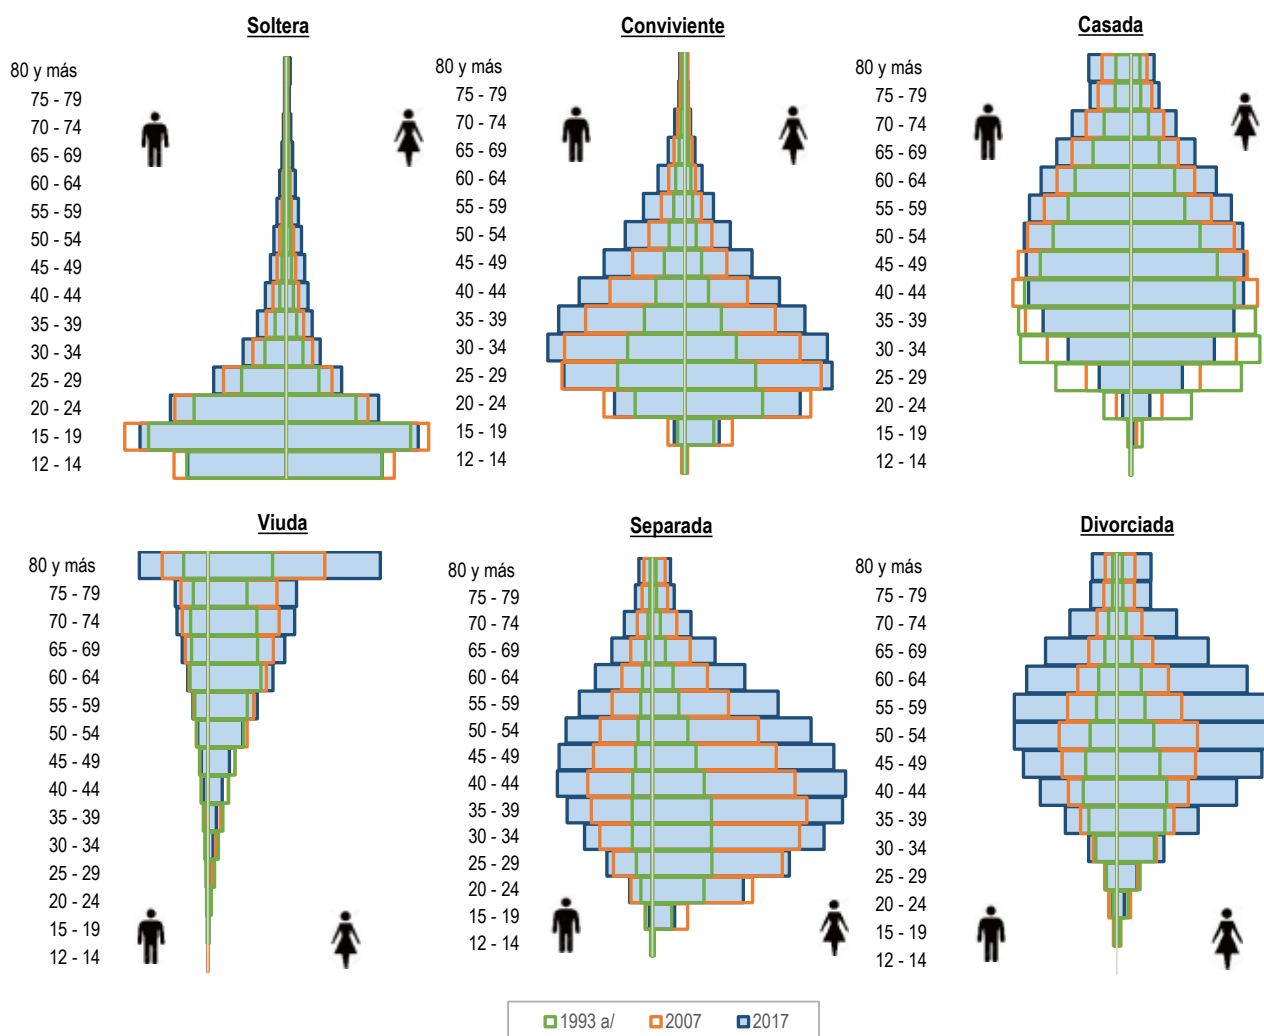 Soltera
80 y más
75 - 79
70 - 74
65 - 69
60 - 64
55 - 59
50 - 54
45 - 49
40 - 44
35 - 39
30 - 34
25 - 29
20 - 24
15 - 19
12 - 14
Conviviente
80 y más
75 - 79
70 - 74
65 - 69
60 - 64
55 - 59
50 - 54
45 - 49
40 - 44
35 - 39
30 - 34
25 - 29
20 - 24
15 - 19
12 - 14
Casada
80 y más
75 - 79
70 - 74
65 - 69
60 - 64
55 - 59
50 - 54
45 - 49
40 - 44
35 - 39
30 - 34
25 - 29
20 - 24
15 - 19
12 - 14
Viuda
80 y más
75 - 79
70 - 74
65 - 69
60 - 64
55 - 59
50 - 54
45 - 49
40 - 44
35 - 39
30 - 34
25 - 29
20 - 24
15 - 19
12 - 14
Separada
80 y más
75 - 79
70 - 74
65 - 69
60 - 64
55 - 59
50 - 54
45 - 49
40 - 44
35 - 39
30 - 34
25 - 29
20 - 24
15 - 19
12 - 14
Divorciada
80 y más
75 - 79
70 - 74
65 - 69
60 - 64
55 - 59
50 - 54
45 - 49
40 - 44
35 - 39
30 - 34
25 - 29
20 - 24
15 - 19
12 - 14
1993 a/ 2007 2017